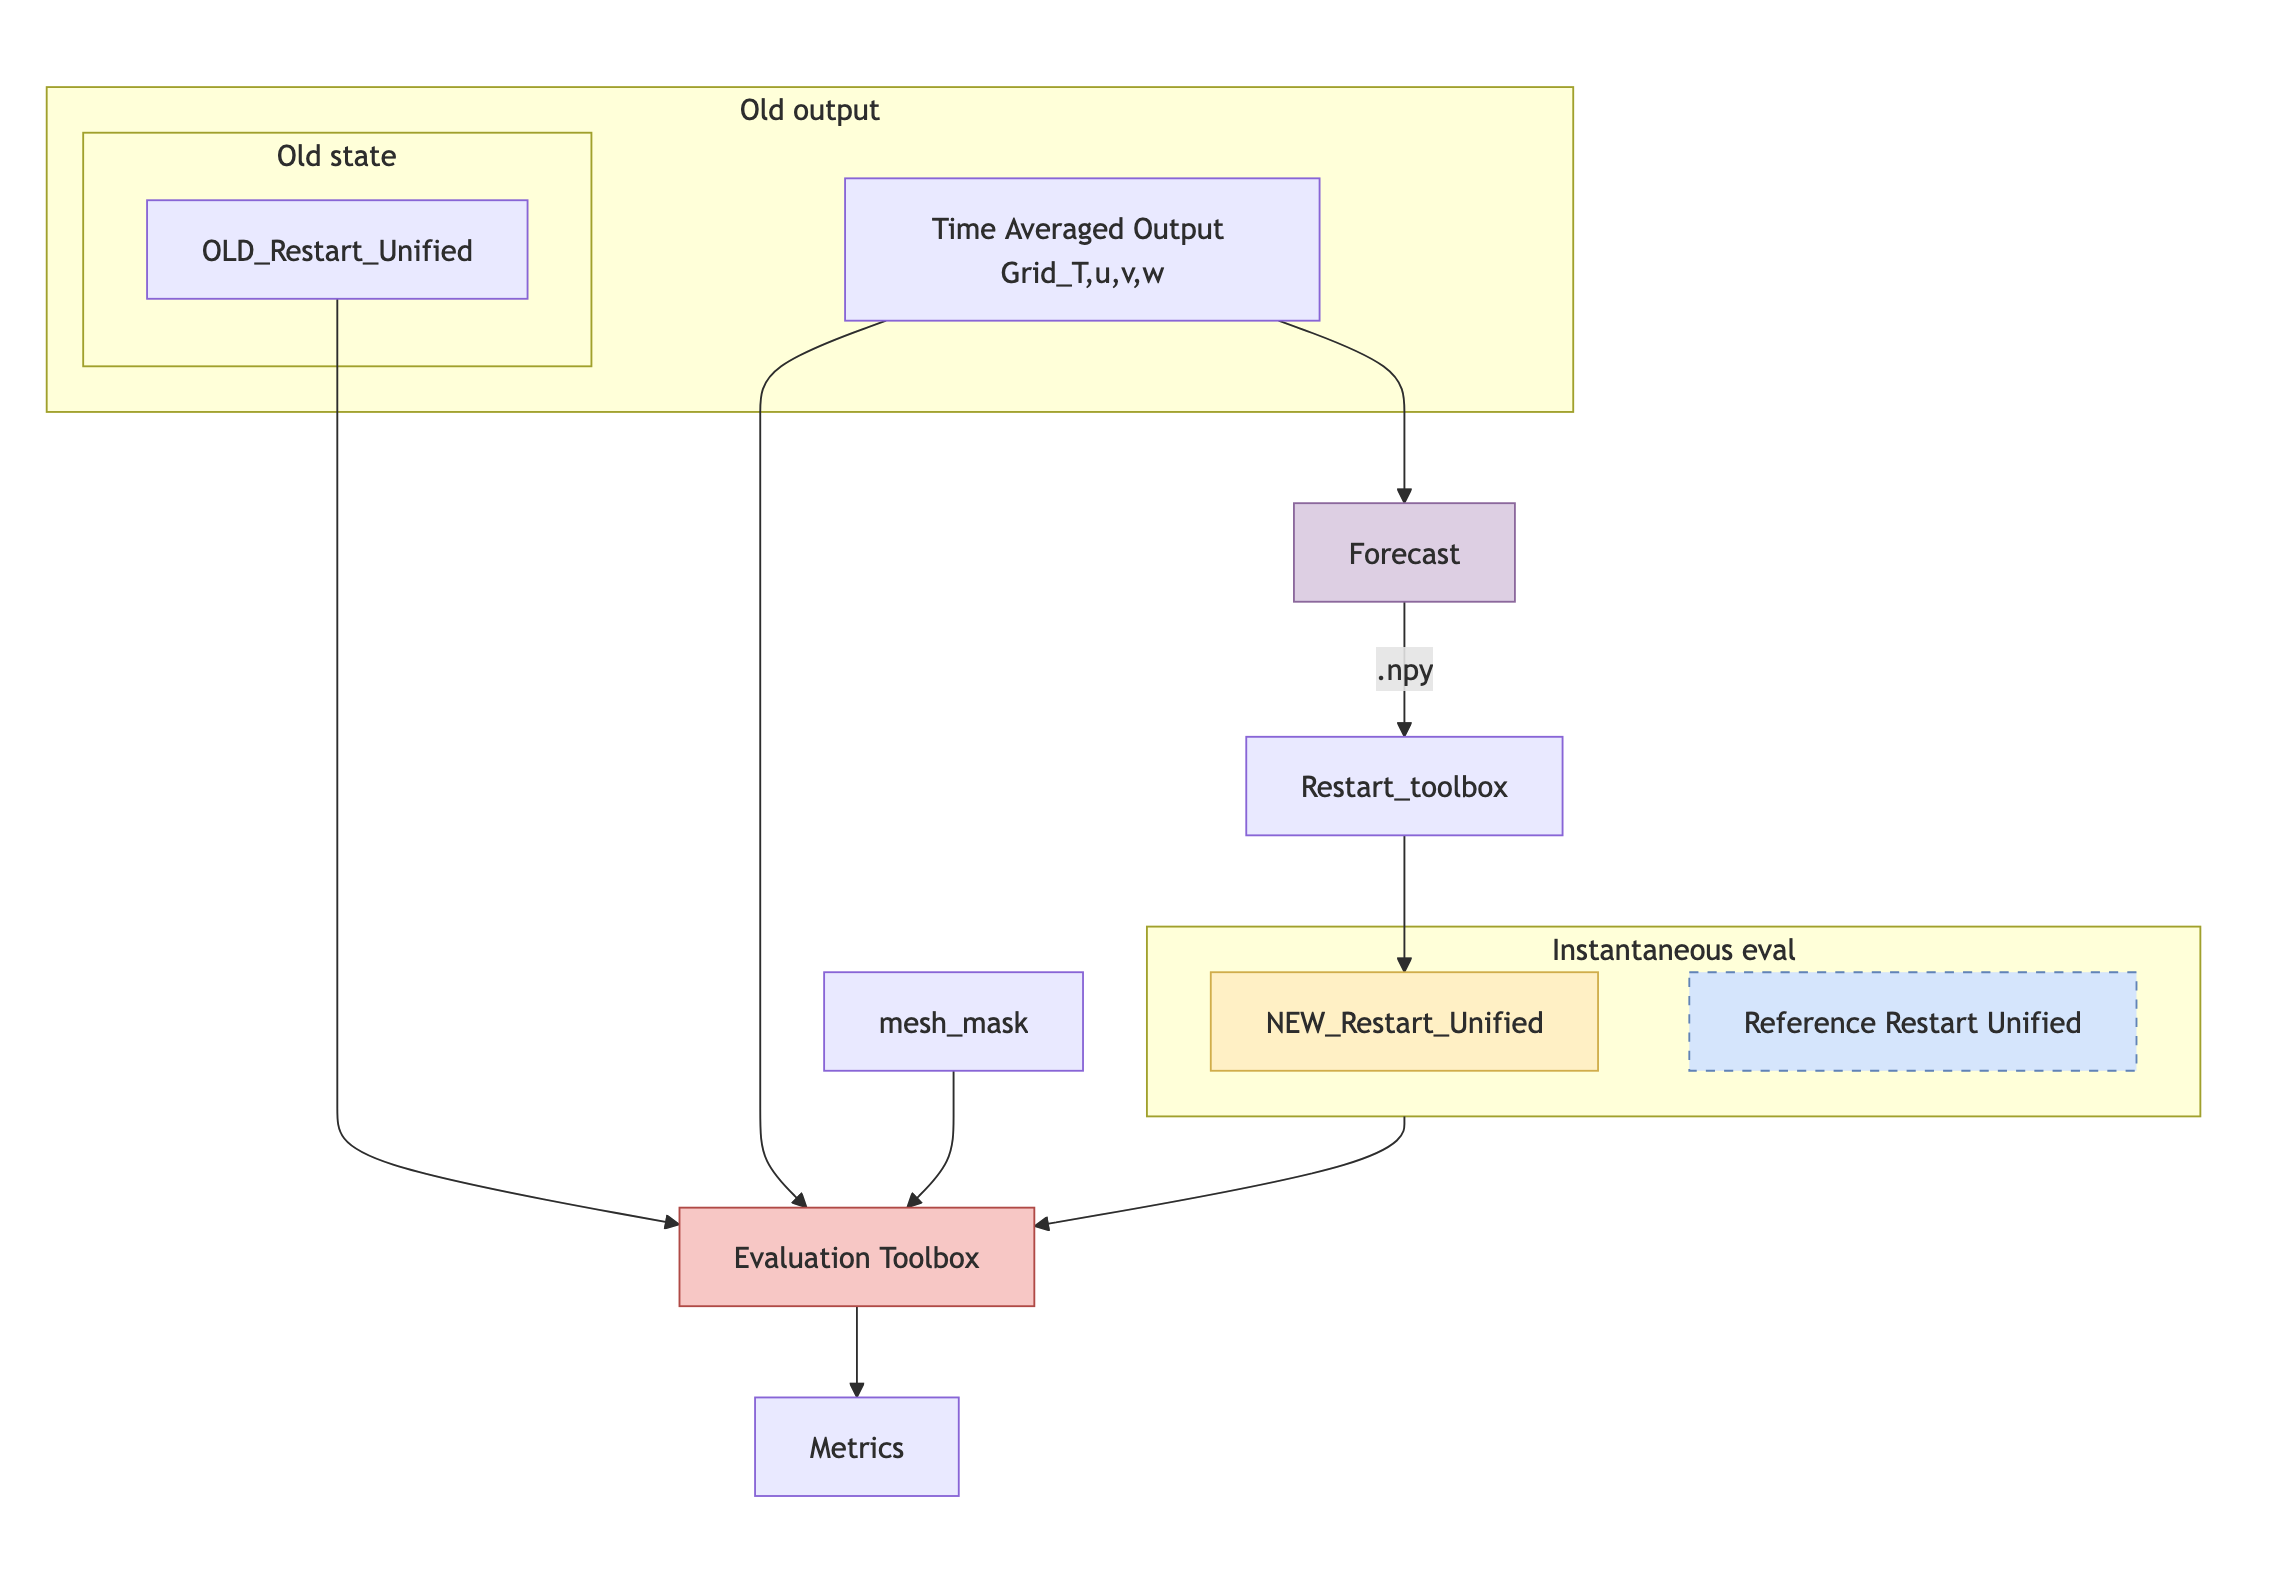 Old output
Old state
OLD_Restart_Unified
Time Averaged Output
Grid_T,u,v,w
Forecast
.npy
Restart_toolbox
Instantaneous eval
mesh_mask
NEW_Restart_Unified
Reference Restart Unified
Evaluation Toolbox
Metrics